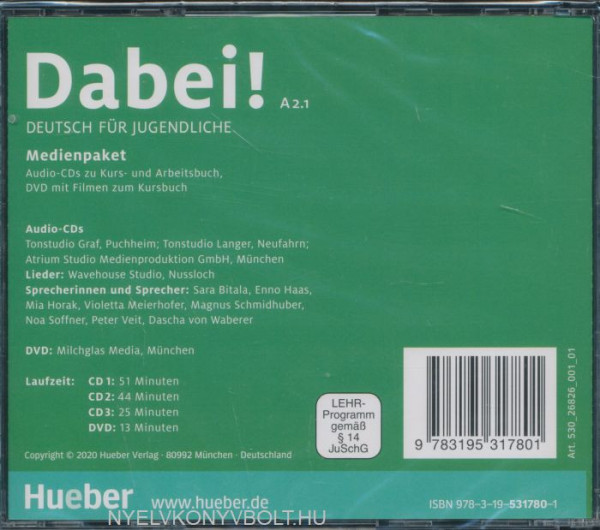 Dabei! A 2.1
DEUTSCH FÜR JUGENDLICHE
Medienpaket
Audio-CDs zu Kurs- und Arbeitsbuch,
DVD mit Filmen zum Kursbuch
Audio-CDs
Tonstudio Graf, Puchheim; Tonstudio Langer, Neufahrn;
Atrium Studio Medienproduktion GmbH, München
Lieder: Wavehouse Studio, Nussloch
Sprecherinnen und Sprecher: Sara Bitala, Enno Haas,
Mia Horak, Violetta Meierhofer, Magnus Schmidhuber,
Noa Soffner, Peter Veit, Dascha von Waberer
DVD: Milchglas Media, München
Laufzeit: CD 1: 51 Minuten
CD 2: 44 Minuten
CD 3: 25 Minuten
DVD: 13 Minuten
LEHR-
Programm
gemäß
§ 14
JuSchG
9 783195 317801
Art. 530_26826_001_01
Copyright © 2020 Hueber Verlag · 80992 München · Deutschland
Hueber www.hueber.de
ISBN 978-3-19-531780-1
NYELVKONYVBOLT.HU